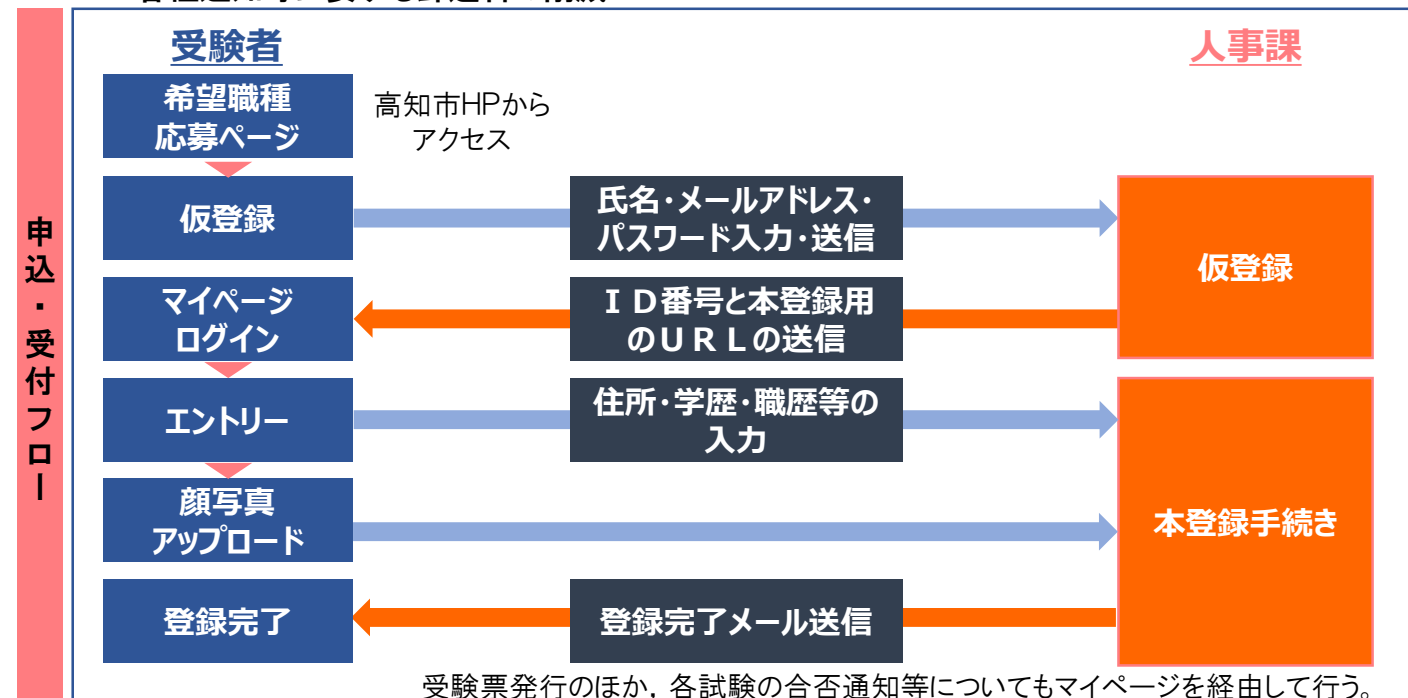 受験者
人事課
希望職種
応募ページ
高知市HPから
アクセス
仮登録
氏名・メールアドレス・
パスワード入力・送信
仮登録
マイページ
ログイン
ＩＤ番号と本登録用
のＵＲＬの送信
エントリー
住所・学歴・職歴等の
入力
顔写真
アップロード
本登録手続き
登録完了
登録完了メール送信
受験票発行のほか，各試験の合否通知等についてもマイページを経由して行う。
申込・受付フロー